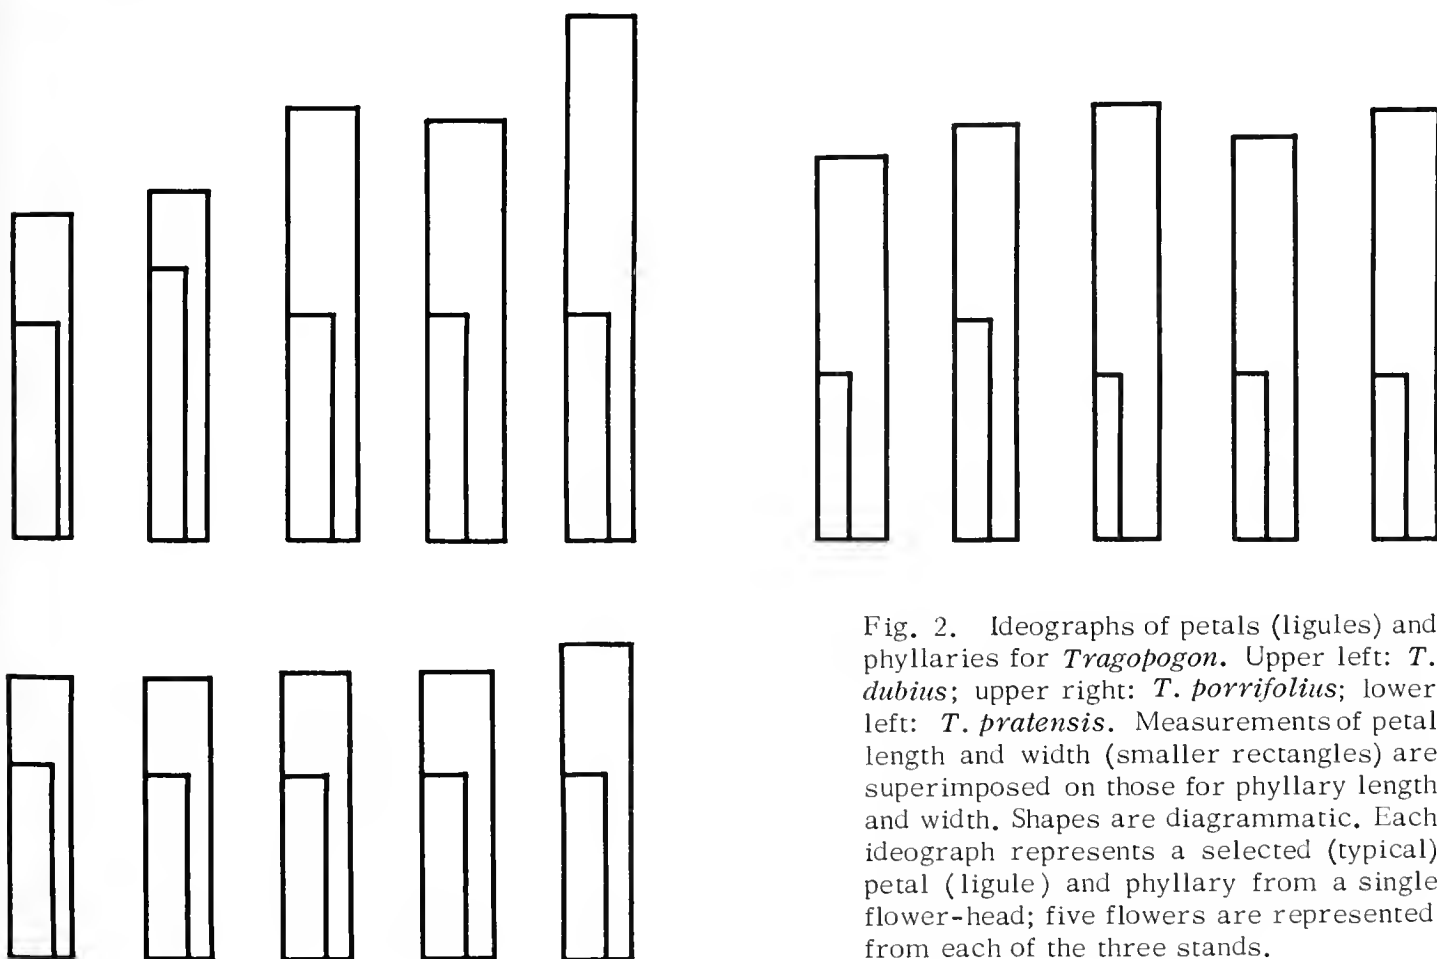 Fig. 2. Ideographs of petals (ligules) and
phyllaries for Tragopogon. Upper left: T.
dubius; upper right: T. porrifolius; lower
left: T. pratensis. Measurements of petal
length and width (smaller rectangles) are
superimposed on those for phyllary length
and width. Shapes are diagrammatic. Each
ideograph represents a selected (typical)
petal (ligule) and phyllary from a single
flower-head; five flowers are represented
from each of the three stands.